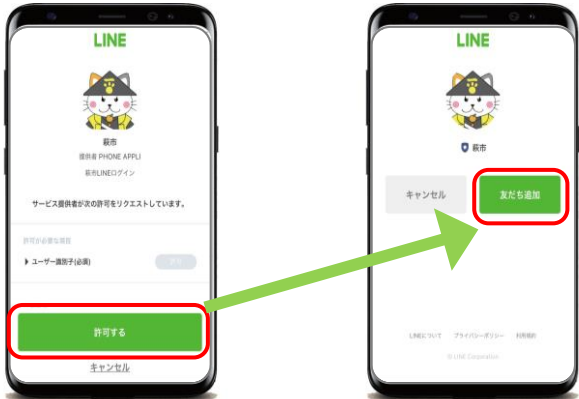 LINE
萩市
提供者 PHONE APPLI
萩市LINEログイン
サービス提供者が次の許可をリクエストしています。
許可が必要な項目
ユーザー識別子(必須)
許可する
キャンセル
LINE
萩市
キャンセル
友だち追加
LINEについて プライバシーポリシー 利用規約
© LINE Corporation